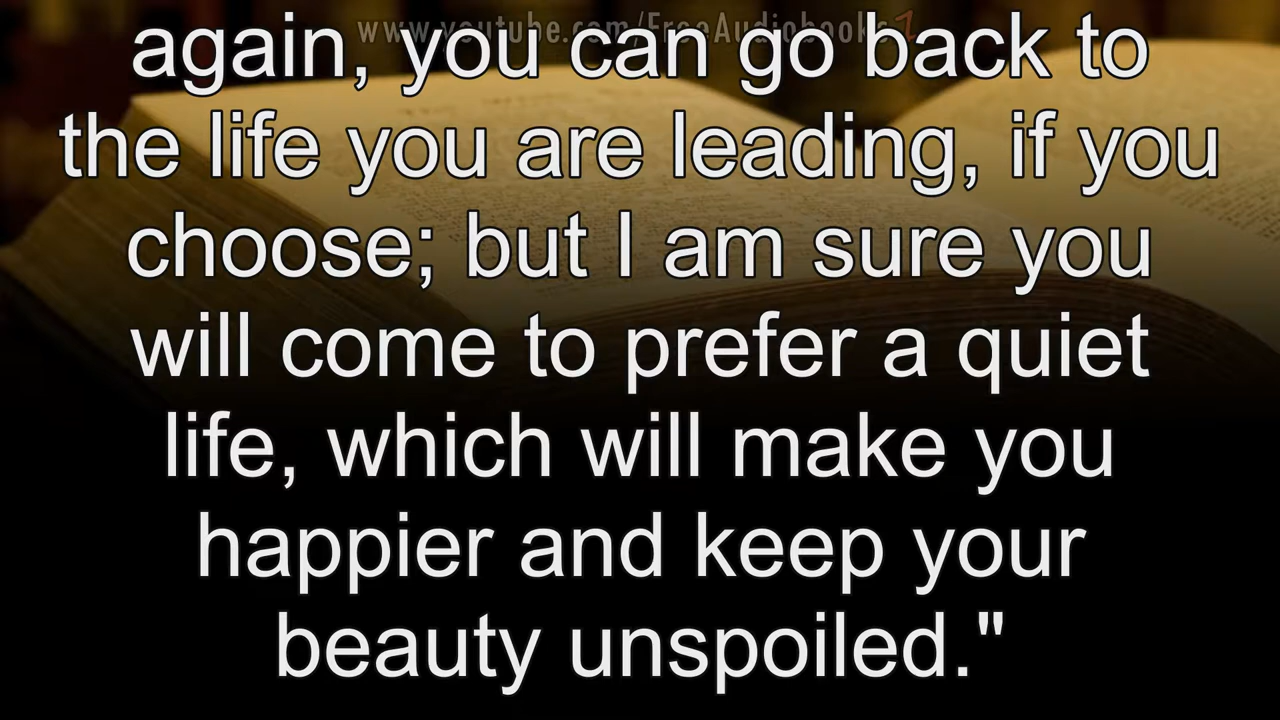 www.youtube.com/FreeAudiobooks
again, you can go back to
the life you are leading, if you
choose; but I am sure you
will come to prefer a quiet
life, which will make you
happier and keep your
beauty unspoiled."